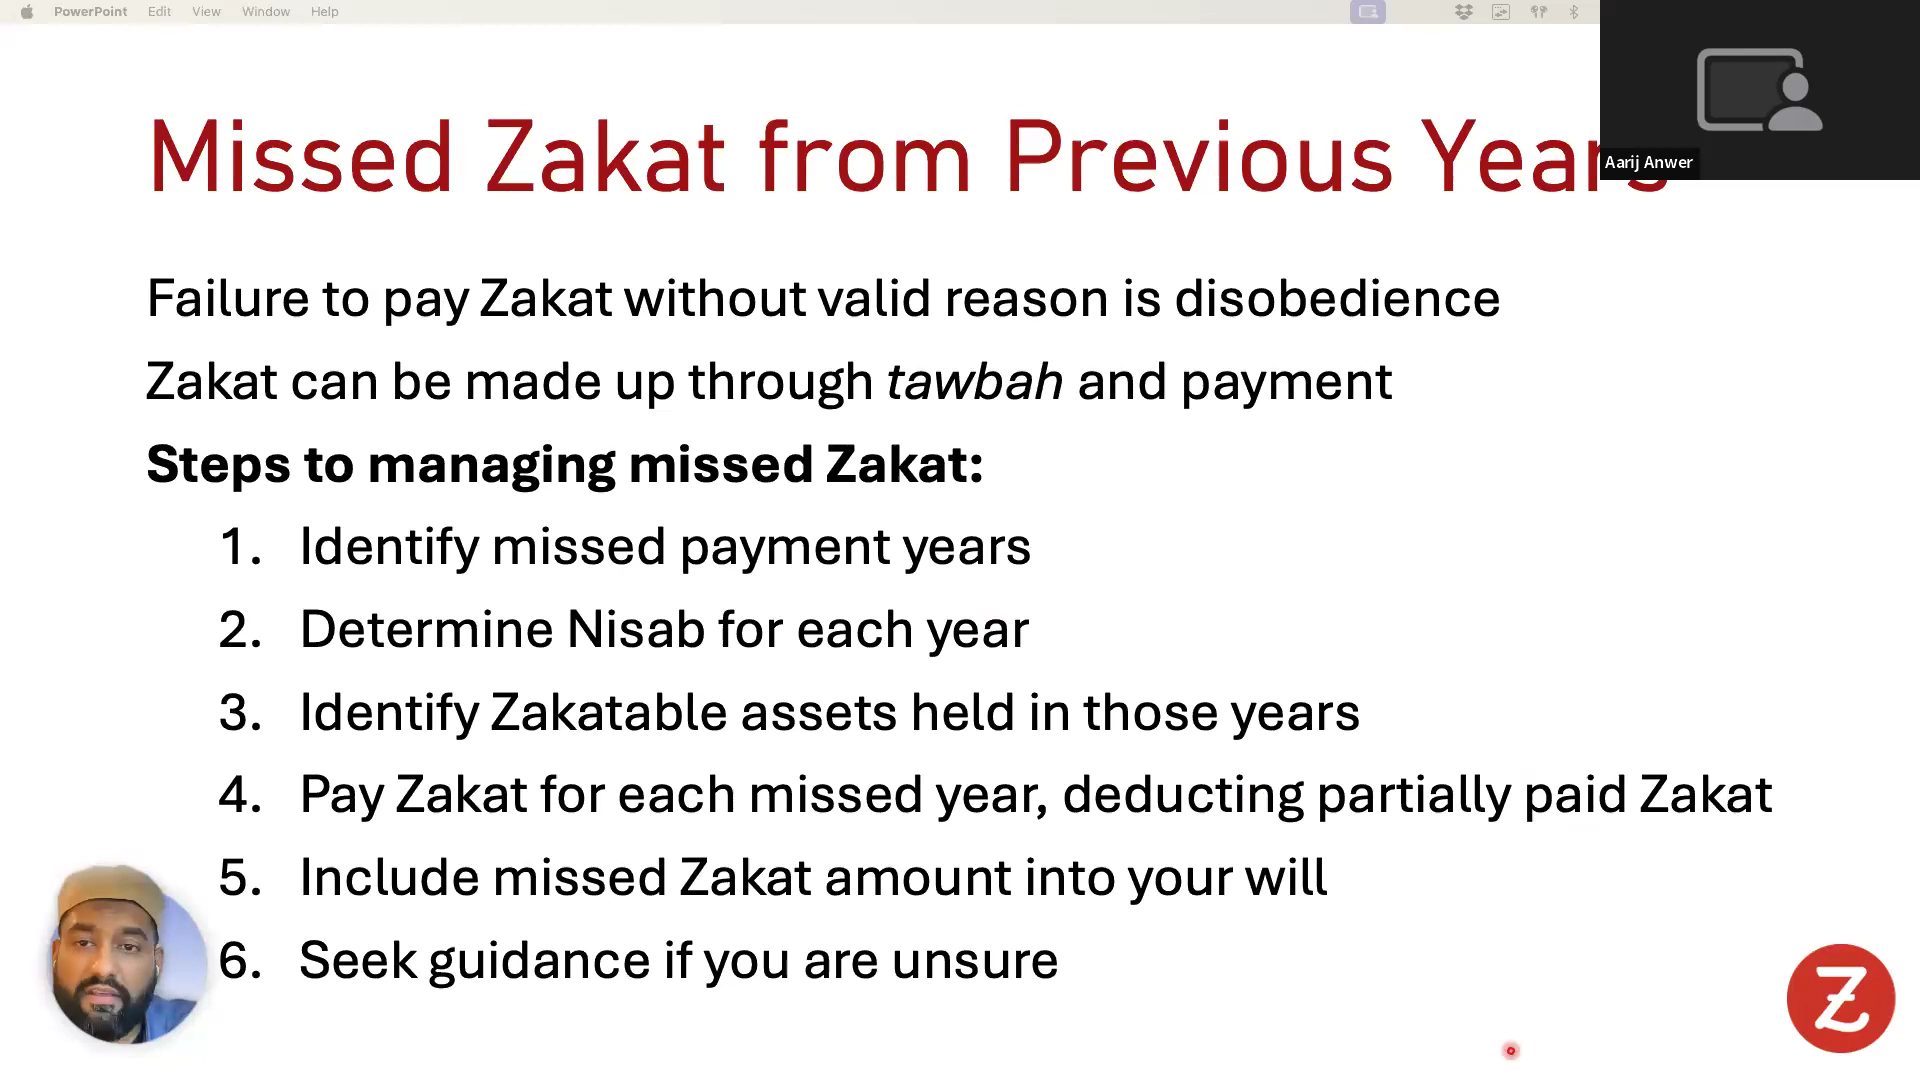 PowerPoint Edit View Window Help
Missed Zakat from Previous Years
Aarij Anwer
Failure to pay Zakat without valid reason is disobedience
Zakat can be made up through tawbah and payment
Steps to managing missed Zakat:
1. Identify missed payment years
2. Determine Nisab for each year
3. Identify Zakatable assets held in those years
4. Pay Zakat for each missed year, deducting partially paid Zakat
5. Include missed Zakat amount into your will
6. Seek guidance if you are unsure
Z